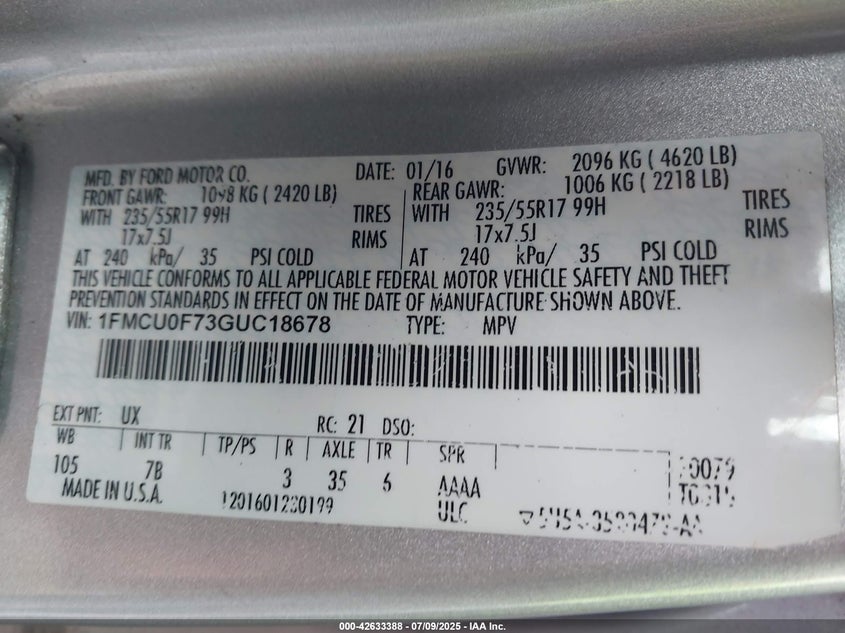 MFD. BY FORD MOTOR CO. DATE: 01/16 GVWR: 2096 KG ( 4620 LB)
FRONT GAWR: 1098 KG ( 2420 LB) REAR GAWR: 1006 KG ( 2218 LB)
WITH 235/55R17 99H TIRES WITH 235/55R17 99H TIRES
17x7.5J RIMS 17x7.5J RIMS
AT 240 kPa/ 35 PSI COLD AT 240 kPa/ 35 PSI COLD
THIS VEHICLE CONFORMS TO ALL APPLICABLE FEDERAL MOTOR VEHICLE SAFETY AND THEFT
PREVENTION STANDARDS IN EFFECT ON THE DATE OF MANUFACTURE SHOWN ABOVE.
VIN: 1FMCU0F73GUC18678 TYPE: MPV
EXT PNT: UX RC: 21 DSO:
WB INT TR TP/PS R AXLE TR SPR
105 7B 3 35 6 AAAA
MADE IN U.S.A. ULC
000-42633388 - 07/09/2025 - IAA Inc.